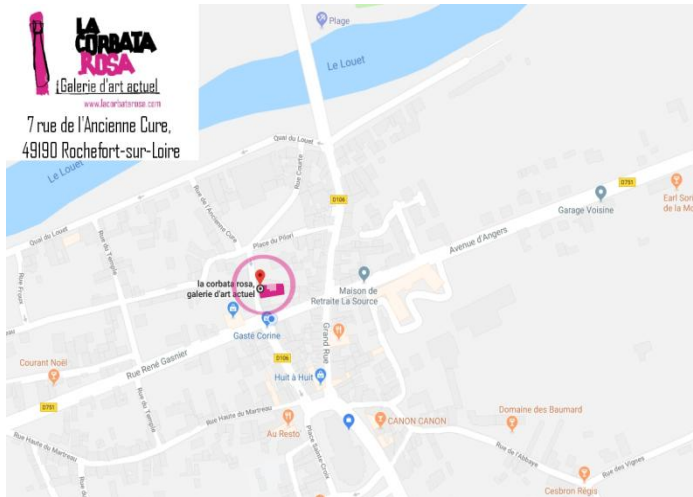 LA
CORBATA
ROSA
Galerie d'art actuel
www.lacorbatarosa.com
7 rue de l'Ancienne Cure,
49190 Rochefort-sur-Loire
Plage
Le Louet
Le Louet
Quai du Louet
Rue Courte
D106
D751
Earl Sori
de la Mo
Garage Voisine
Rue de l'Ancienne Cure
Place du Pilori
Avenue d'Angers
Quai du Louet
Rue du Temple
Rue Froux
la corbata rosa,
galerie d'art actuel
Maison de
Retraite La Source
Gasté Corine
Grand Rue
Rue René Gasnier
D106
Courant Noël
Huit à Huit
D751
Rue du Temple
Rue Haute du Martreau
Au Resto
CANON CANON
Domaine des Baumard
Rue Haute du Martreau
Place Sainte-Croix
Rue de l'Abbaye
Rue des Vignes
Cesbron Régis